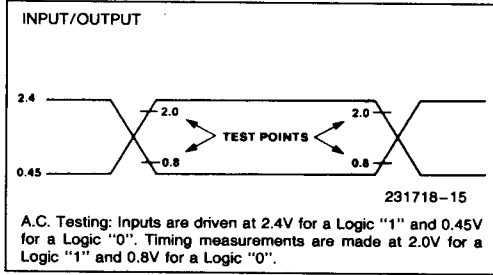 INPUT/OUTPUT
2.4
2.0
2.0
TEST POINTS
0.8
0.8
0.45
231718–15
A.C. Testing: Inputs are driven at 2.4V for a Logic "1" and 0.45V
for a Logic "0". Timing measurements are made at 2.0V for a
Logic "1" and 0.8V for a Logic "0".